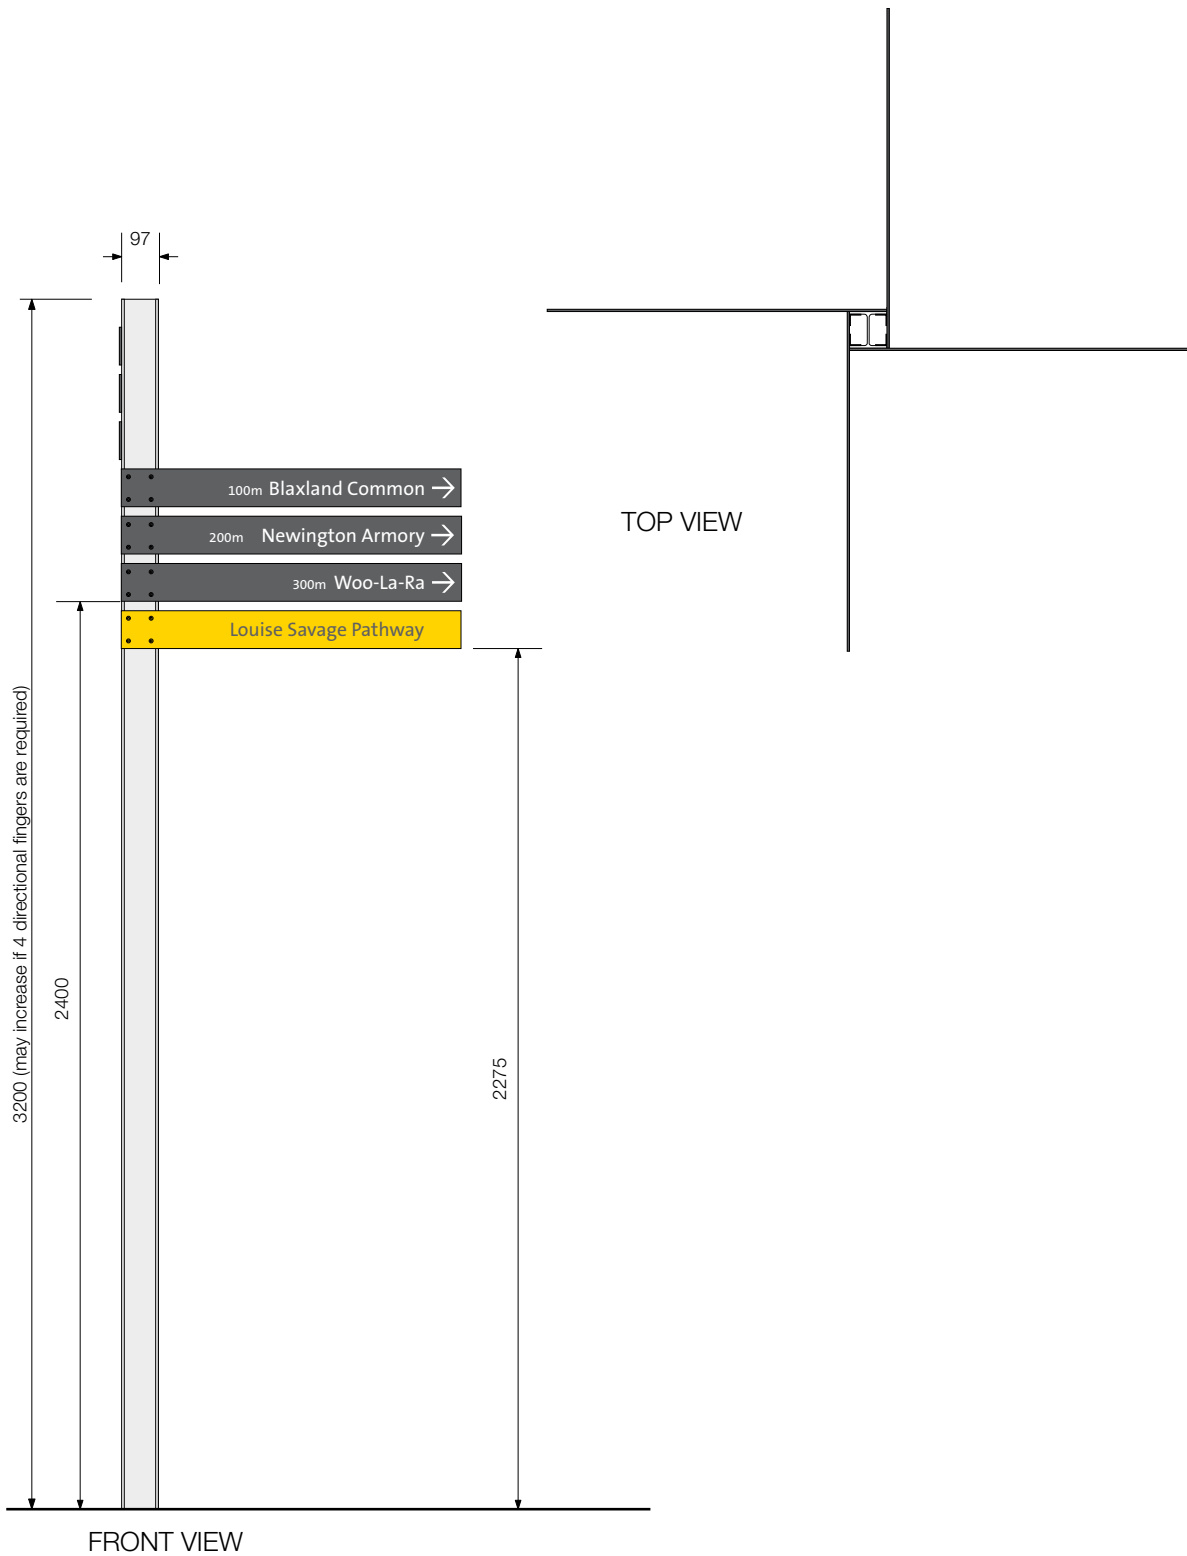 97
100m Blaxland Common →
200m Newington Armory →
300m Woo-La-Ra →
Louise Savage Pathway
TOP VIEW
3200 (may increase if 4 directional fingers are required)
2400
2275
FRONT VIEW